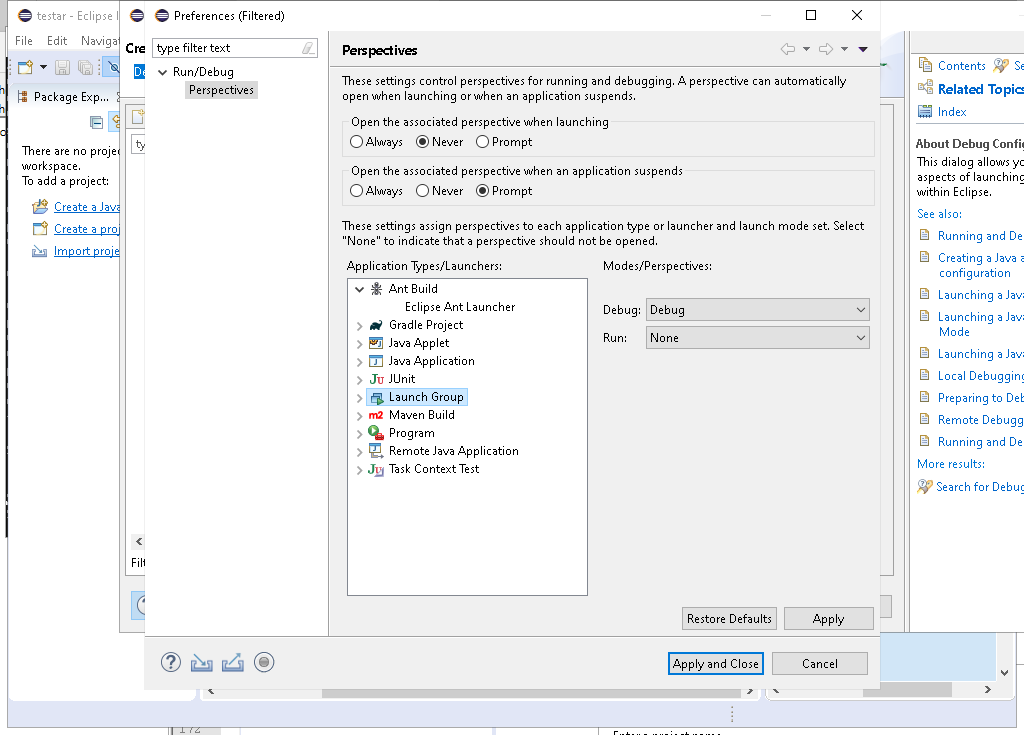 testar - Eclipse
File Edit Navigat
Package Exp...
There are no projec
workspace.
To add a project:
Create a Java
Create a proj
Import proje
Cre
De
ty
Filt
Preferences (Filtered)
type filter text
Run/Debug
Perspectives
Perspectives
These settings control perspectives for running and debugging. A perspective can automatically
open when launching or when an application suspends.
Open the associated perspective when launching
Always Never Prompt
Open the associated perspective when an application suspends
Always Never Prompt
These settings assign perspectives to each application type or launcher and launch mode set. Select
"None" to indicate that a perspective should not be opened.
Application Types/Launchers:
Ant Build
Eclipse Ant Launcher
Gradle Project
Java Applet
Java Application
JUnit
Launch Group
m2 Maven Build
Program
Remote Java Application
Task Context Test
Modes/Perspectives:
Debug: Debug
Run: None
Restore Defaults Apply
Apply and Close Cancel
Contents Se
Related Topics
Index
About Debug Config
This dialog allows yo
aspects of launching
within Eclipse.
See also:
Running and De
Creating a Java a
configuration
Launching a Java
Launching a Java
Mode
Launching a Java
Local Debugging
Preparing to Deb
Remote Debugg
Running and De
More results:
Search for Debug
172